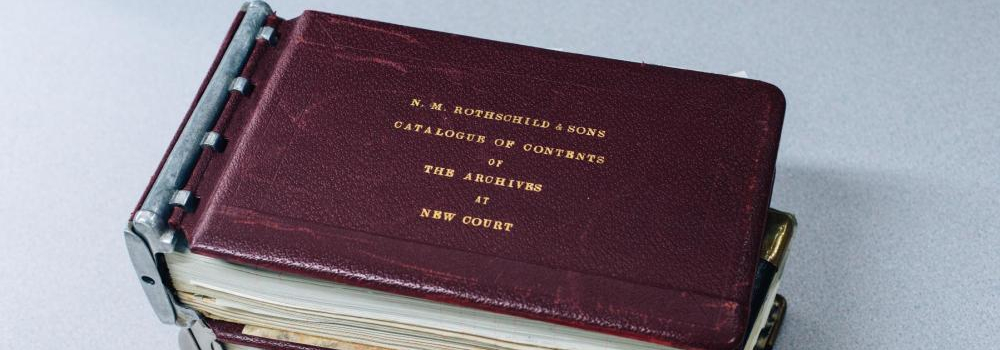 N. M. ROTHSCHILD & SONS
CATALOGUE OF CONTENTS
OF
THE ARCHIVES
AT
NEW COURT